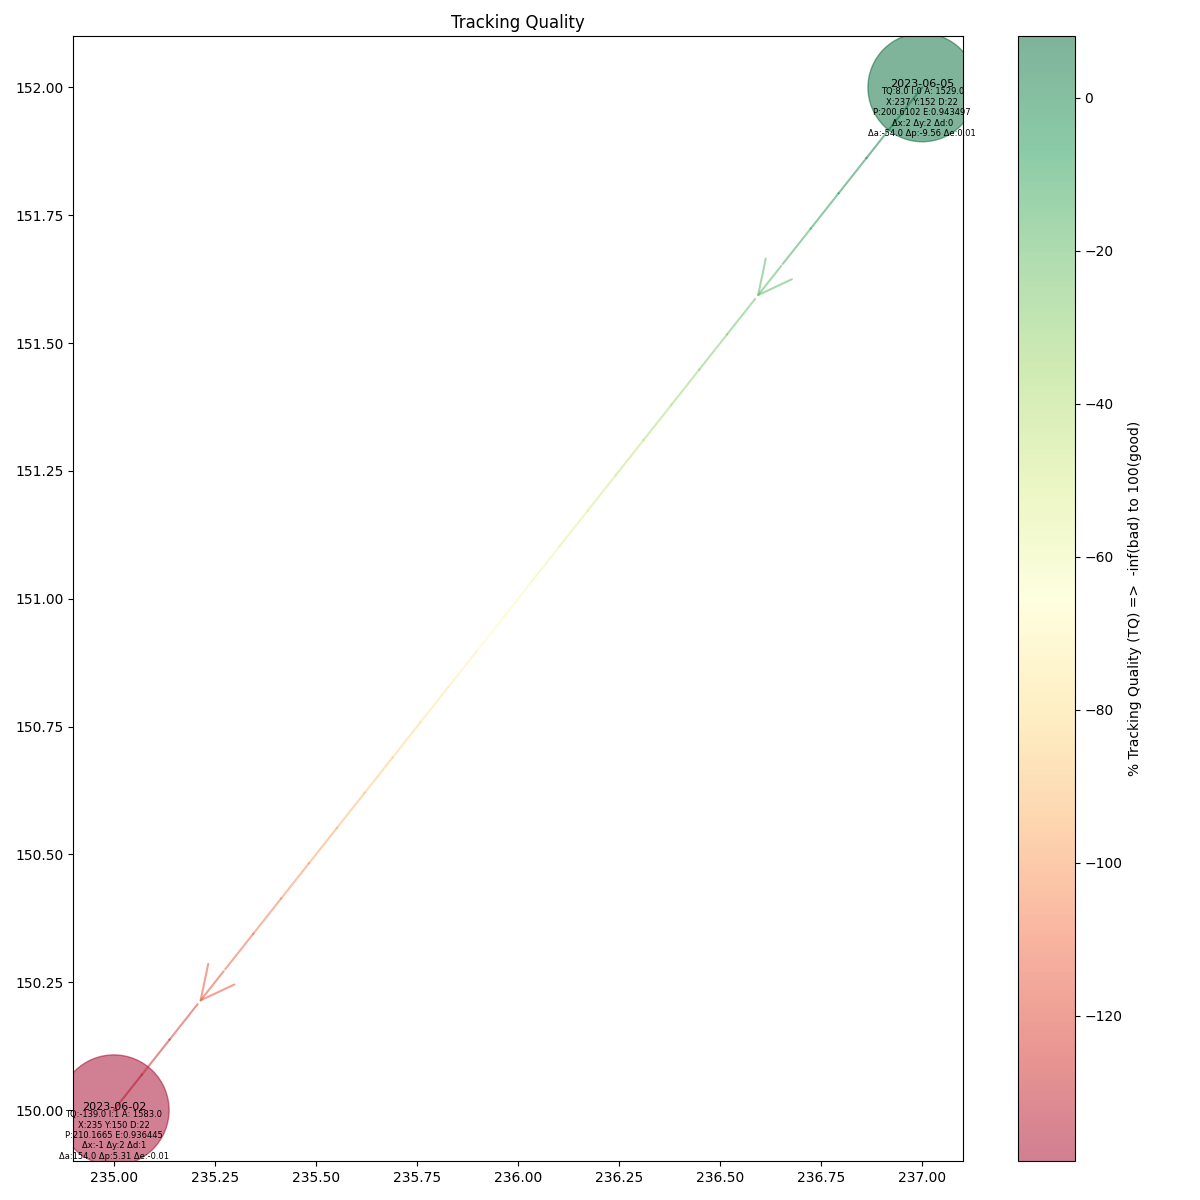 Tracking Quality
152.00
151.75
151.50
151.25
151.00
150.75
150.50
150.25
150.00
2023-06-05
TQ:8.0 I:0 A: 1529.0
X:237 Y:152 D:22
P:200.6102 E:0.943497
Δx:2 Δy:2 Δd:0
Δa:-54.0 Δp:-9.56 Δe:0.01
2023-06-02
TQ:-139.0 I:1 A: 1583.0
X:235 Y:150 D:22
P:210.1665 E:0.936445
Δx:-1 Δy:2 Δd:1
Δa:154.0 Δp:5.31 Δe:-0.01
235.00 235.25 235.50 235.75 236.00 236.25 236.50 236.75 237.00
0
−20
−40
−60
−80
−100
−120
% Tracking Quality (TQ) => -inf(bad) to 100(good)